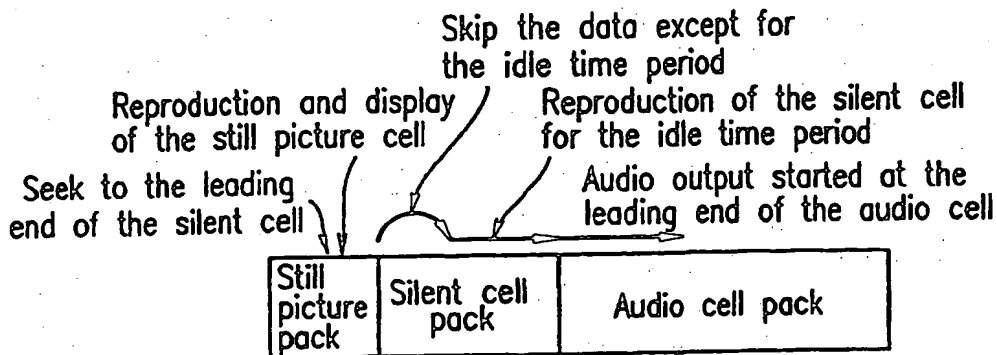 Skip the data except for
the idle time period
Reproduction and display
of the still picture cell
Reproduction of the silent cell
for the idle time period
Seek to the leading
end of the silent cell
Audio output started at the
leading end of the audio cell
Still
picture
pack
Silent cell
pack
Audio cell pack